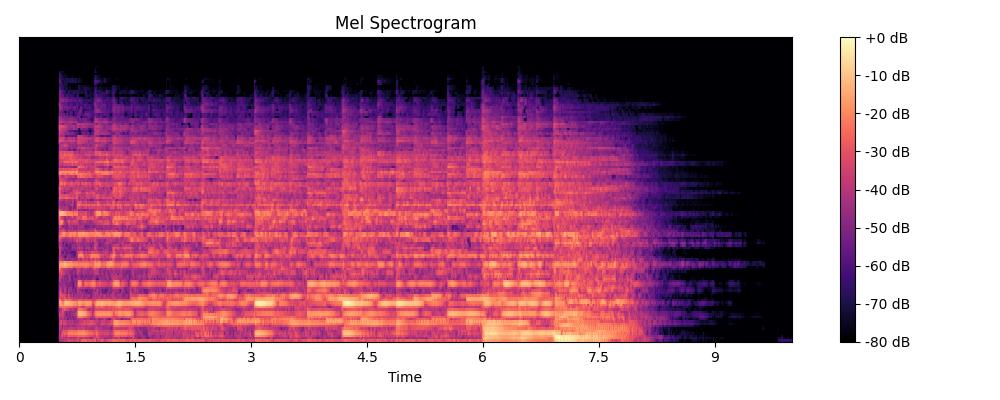 Mel Spectrogram
+0 dB
-10 dB
-20 dB
-30 dB
-40 dB
-50 dB
-60 dB
-70 dB
-80 dB
0 1.5 3 4.5 6 7.5 9
Time